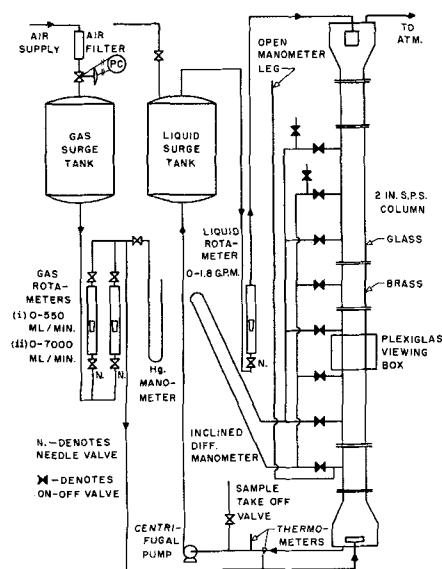 AIR
SUPPLY
AIR
FILTER
PC
OPEN
MANOMETER
LEG
TO
ATM.
GAS
SURGE
TANK
LIQUID
SURGE
TANK
2 IN. S.P.S.
COLUMN
LIQUID
ROTA-
METER
0-1.8 G.P.M.
GLASS
BRASS
GAS
ROTA-
METERS
(i) 0-550
ML/MIN.
(ii) 0-7000
ML/MIN.
N.
N.
N.
Hg.
MANO-
METER
PLEXIGLAS
VIEWING
BOX
INCLINED
DIFF. MANOMETER
N.-DENOTES
NEEDLE VALVE
-DENOTES
ON-OFF VALVE
SAMPLE
TAKE OFF
VALVE
CENTRI-
FUGAL
PUMP
THERMO-
METERS